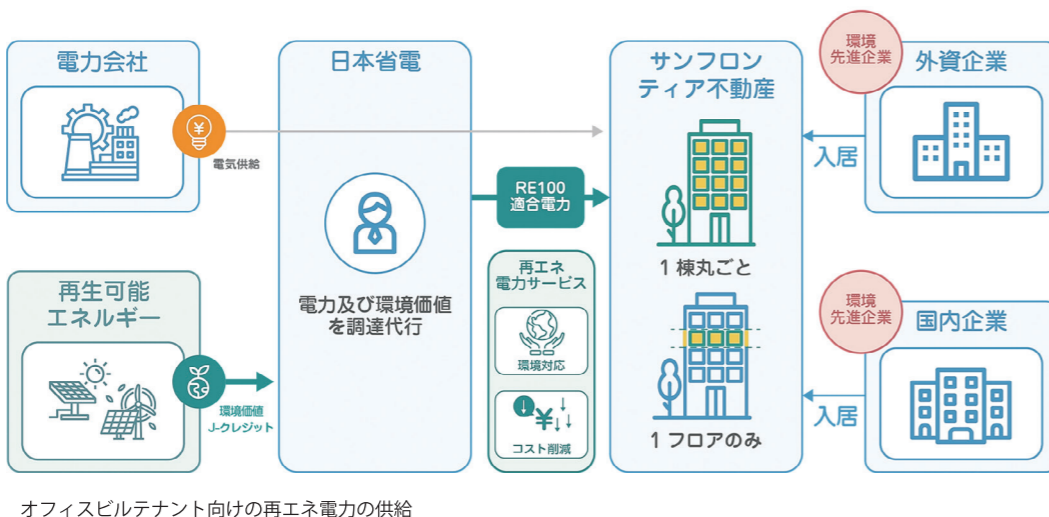 電力会社
¥
電気供給
再生可能
エネルギー
環境価値
J-クレジット
日本省電
電力及び環境価値
を調達代行
RE100
適合電力
再エネ
電力サービス
環境対応
¥
コスト削減
サンフロン
ティア不動産
1棟丸ごと
1フロアのみ
環境
先進企業
外資企業
入居
環境
先進企業
国内企業
入居
オフィスビルテナント向けの再エネ電力の供給